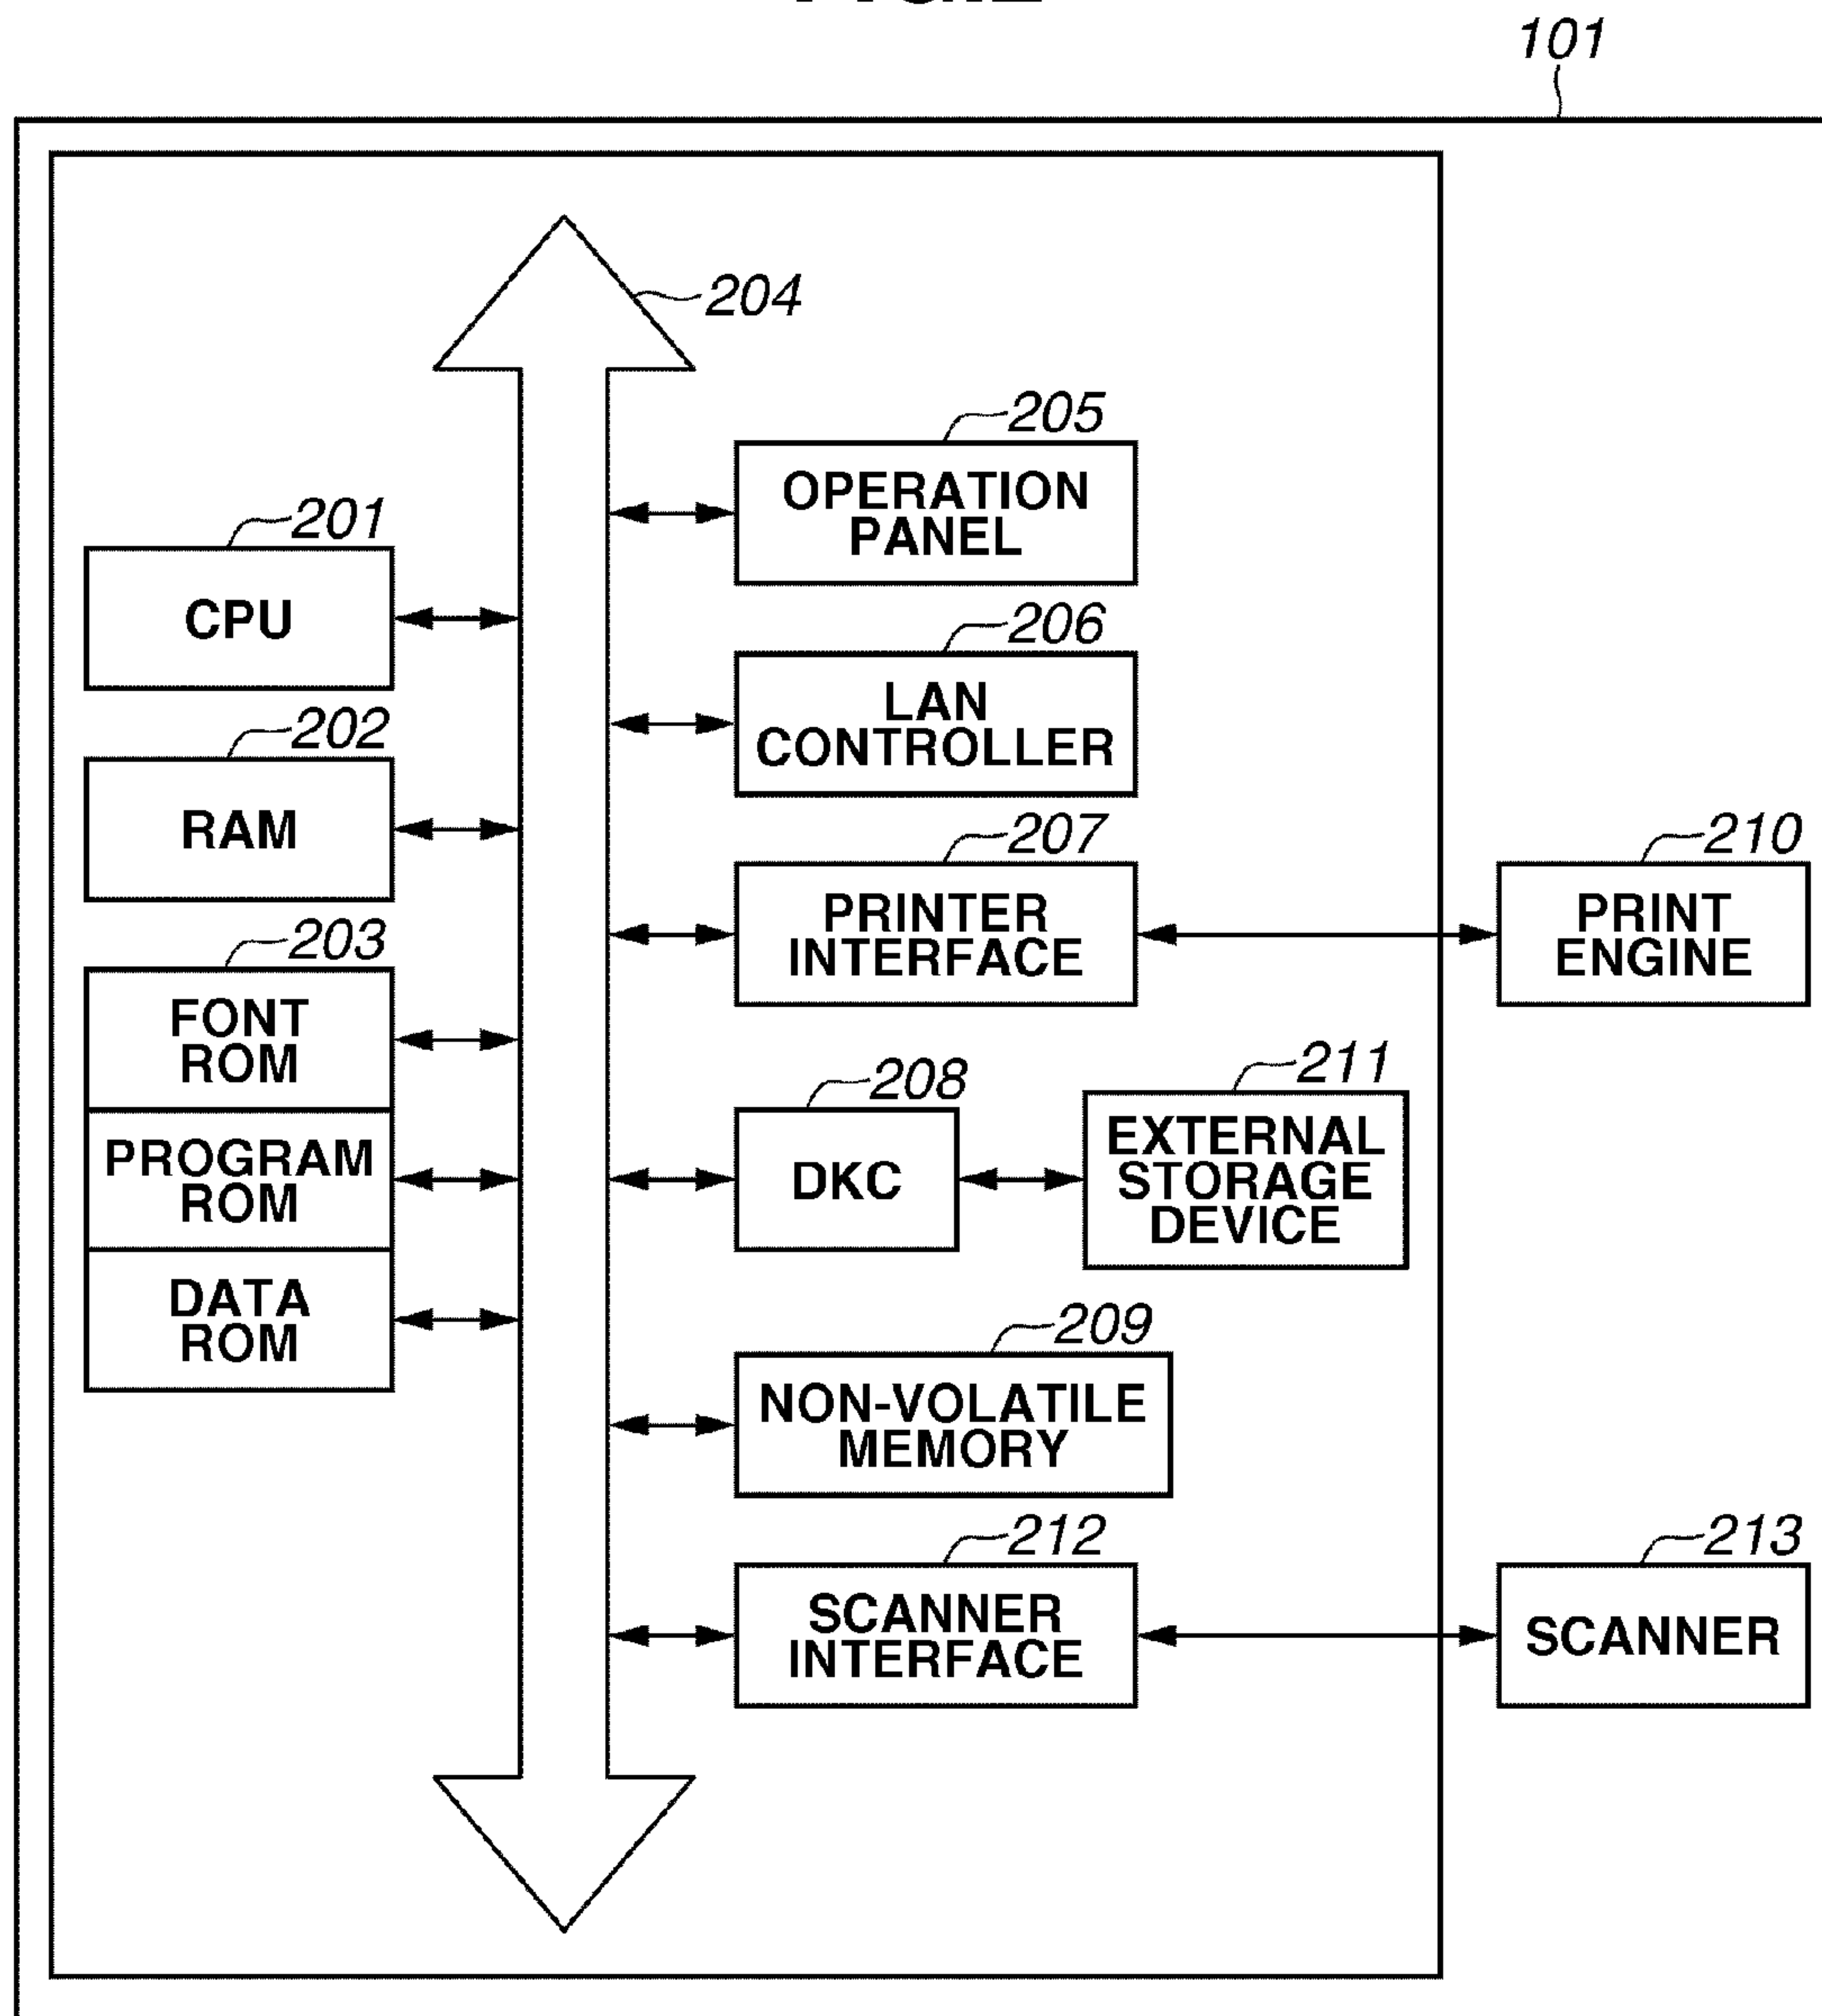 101
204
205
OPERATION
PANEL
201
CPU
206
LAN
CONTROLLER
202
RAM
207
PRINTER
INTERFACE
210
PRINT
ENGINE
203
FONT
ROM
PROGRAM
ROM
DATA
ROM
208
DKC
211
EXTERNAL
STORAGE
DEVICE
209
NON-VOLATILE
MEMORY
212
SCANNER
INTERFACE
213
SCANNER